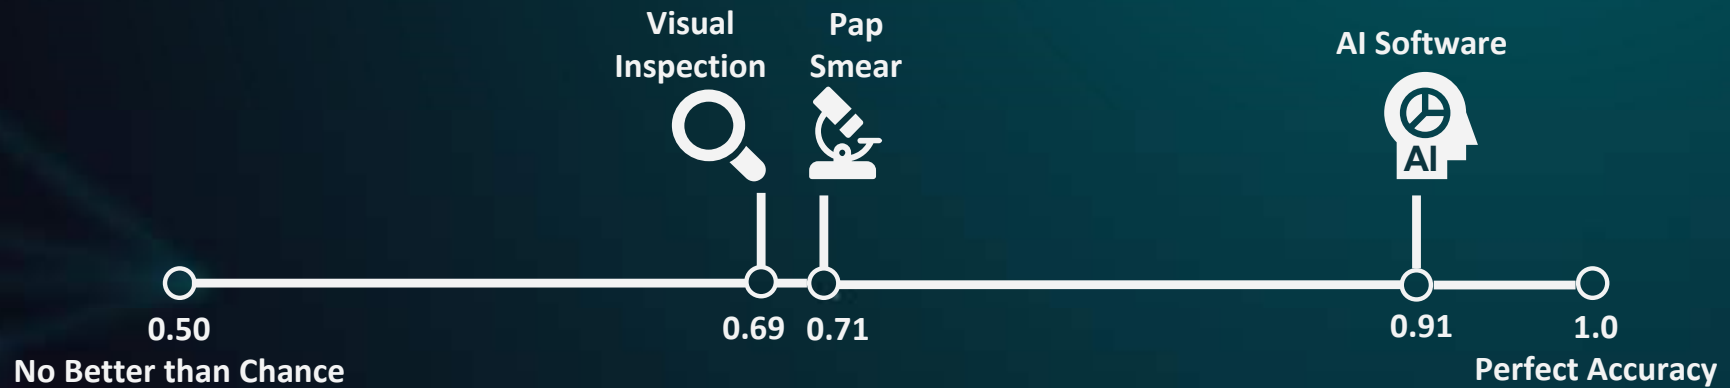 Visual
Inspection
Pap
Smear
AI Software
AI
0.50
0.69
0.71
0.91
1.0
No Better than Chance
Perfect Accuracy